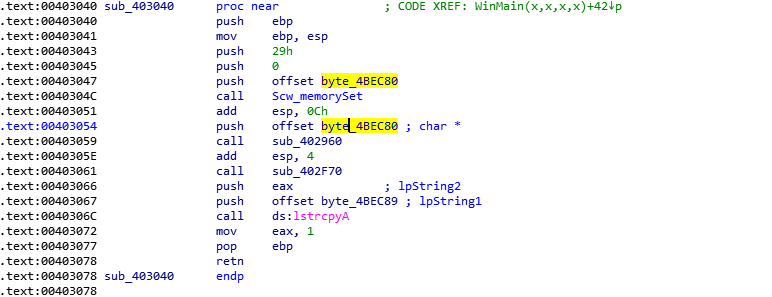 .text:00403040 sub_403040      proc near               ; CODE XREF: WinMain(x,x,x,x)+42↓p
.text:00403040                 push    ebp
.text:00403041                 mov     ebp, esp
.text:00403043                 push    29h
.text:00403045                 push    0
.text:00403047                 push    offset byte_4BEC80
.text:0040304C                 call    Scw_memorySet
.text:00403051                 add     esp, 0Ch
.text:00403054                 push    offset byte_4BEC80 ; char *
.text:00403059                 call    sub_402960
.text:0040305E                 add     esp, 4
.text:00403061                 call    sub_402F70
.text:00403066                 push    eax             ; lpString2
.text:00403067                 push    offset byte_4BEC89 ; lpString1
.text:0040306C                 call    ds:lstrcpyA
.text:00403072                 mov     eax, 1
.text:00403077                 pop     ebp
.text:00403078                 retn
.text:00403078 sub_403040      endp
.text:00403078